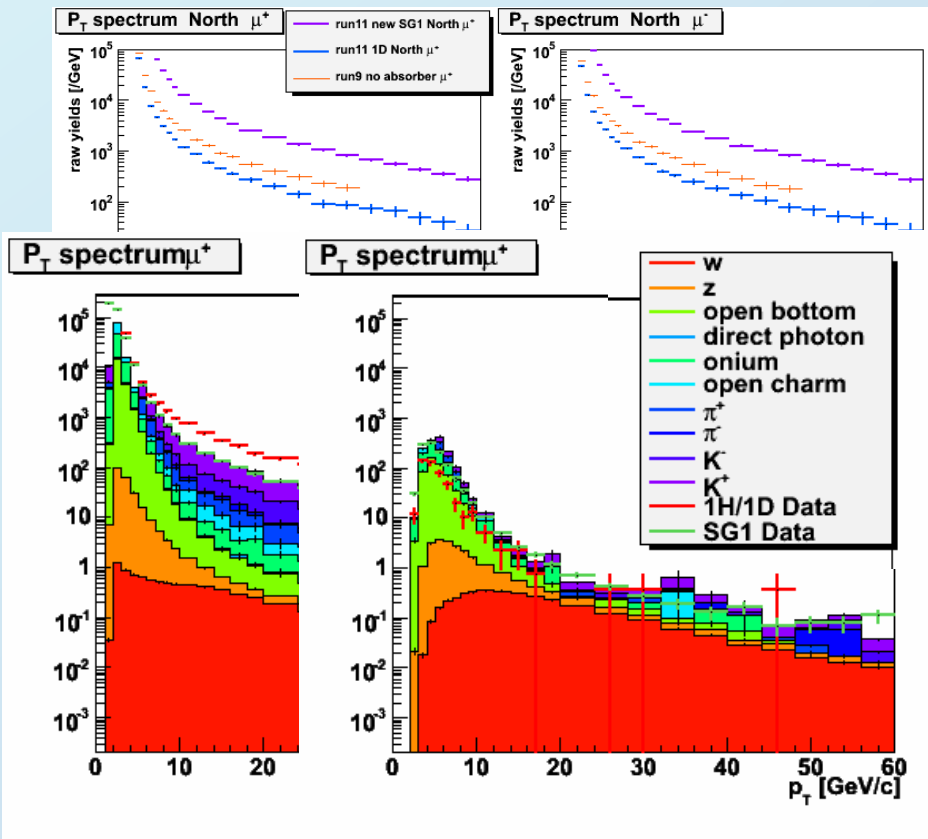 P_T spectrum North μ⁺
run11 new SG1 North μ⁺
run11 1D North μ⁺
run9 no absorber μ⁺
P_T spectrum North μ⁻
raw yields [/GeV]
10⁵
10⁴
10³
10²
raw yields [/GeV]
10⁵
10⁴
10³
10²
P_T spectrumμ⁺
10⁵
10⁴
10³
10²
10
1
10⁻¹
10⁻²
10⁻³
0 10 20
P_T spectrumμ⁺
10⁵
10⁴
10³
10²
10
1
10⁻¹
10⁻²
10⁻³
0 10 20 30 40 50 60
p_T [GeV/c]
w
z
open bottom
direct photon
onium
open charm
π⁺
π⁻
K⁻
K⁺
1H/1D Data
SG1 Data